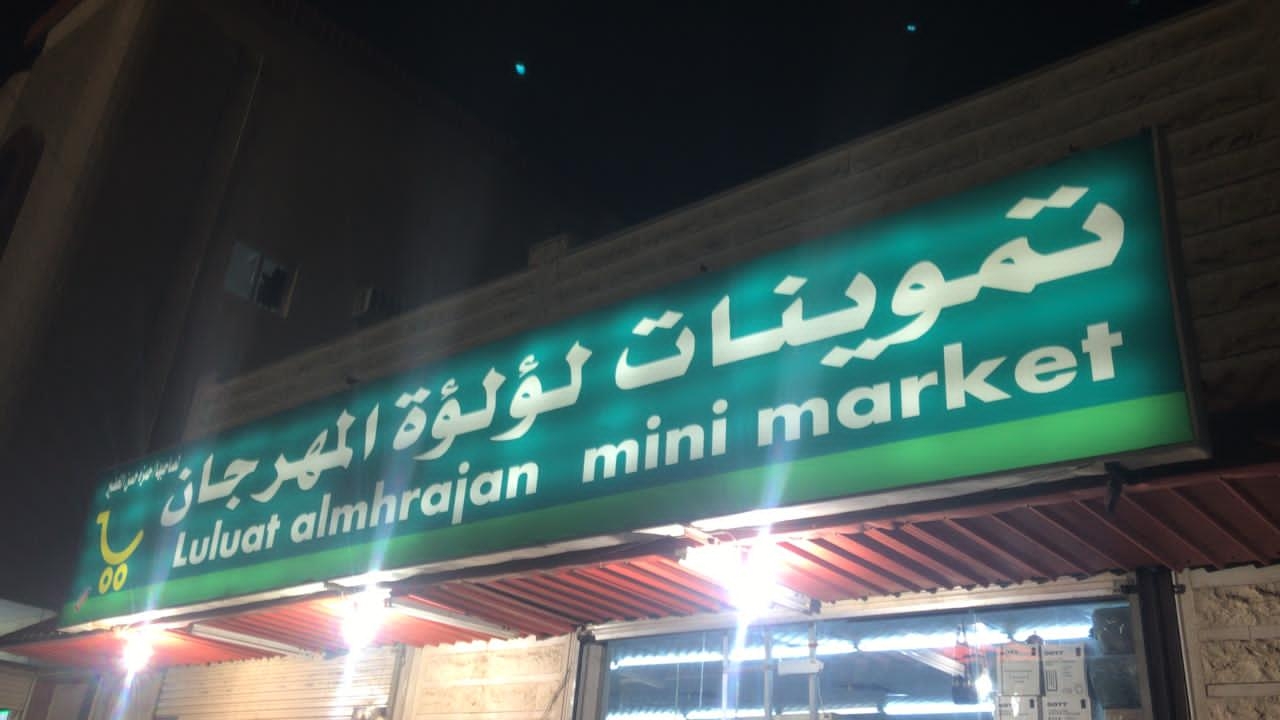 تموينات لؤلؤة المهرجان
Luluat almhrajan mini market